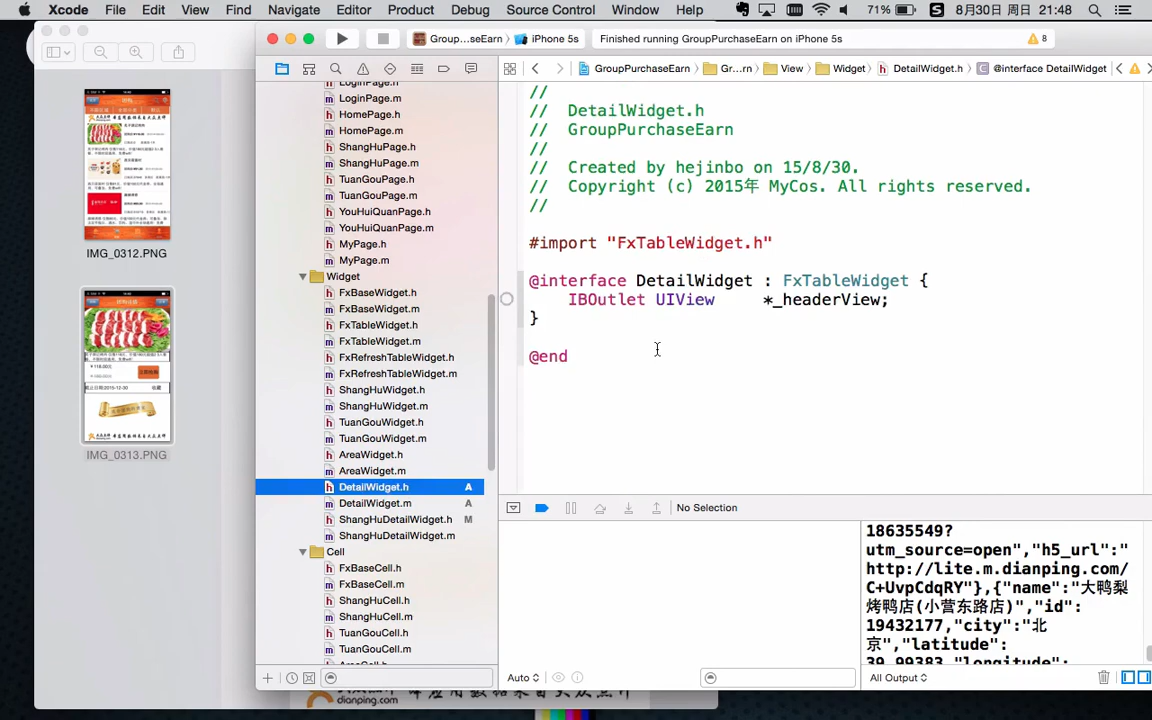 Xcode File Edit View Find Navigate Editor Product Debug Source Control Window Help 71% S 8月30日 周日 21:48
Group...seEarn iPhone 5s Finished running GroupPurchaseEarn on iPhone 5s 8
GroupPurchaseEarn Gr...rn View Widget DetailWidget.h @interface DetailWidget
IMG_0312.PNG
IMG_0313.PNG
LoginPage.h
LoginPage.m
HomePage.h
HomePage.m
ShangHuPage.h
ShangHuPage.m
TuanGouPage.h
TuanGouPage.m
YouHuiQuanPage.h
YouHuiQuanPage.m
MyPage.h
MyPage.m
Widget
FxBaseWidget.h
FxBaseWidget.m
FxTableWidget.h
FxTableWidget.m
FxRefreshTableWidget.h
FxRefreshTableWidget.m
ShangHuWidget.h
ShangHuWidget.m
TuanGouWidget.h
TuanGouWidget.m
AreaWidget.h
AreaWidget.m
DetailWidget.h A
DetailWidget.m A
ShangHuDetailWidget.h M
ShangHuDetailWidget.m
Cell
FxBaseCell.h
FxBaseCell.m
ShangHuCell.h
ShangHuCell.m
TuanGouCell.h
TuanGouCell.m
//
// DetailWidget.h
// GroupPurchaseEarn
//
// Created by hejinbo on 15/8/30.
// Copyright (c) 2015年 MyCos. All rights reserved.
//
#import "FxTableWidget.h"
@interface DetailWidget : FxTableWidget {
IBOutlet UIView *_headerView;
}
@end
No Selection
18635549?
utm_source=open","h5_url":"
http://lite.m.dianping.com/
C+UvpCdqRY"},{"name":"大鸭梨
烤鸭店(小营东路店)","id":
19432177,"city":"北
京","latitude":
39.99383,"longitude":
Auto All Output
dianping.com/